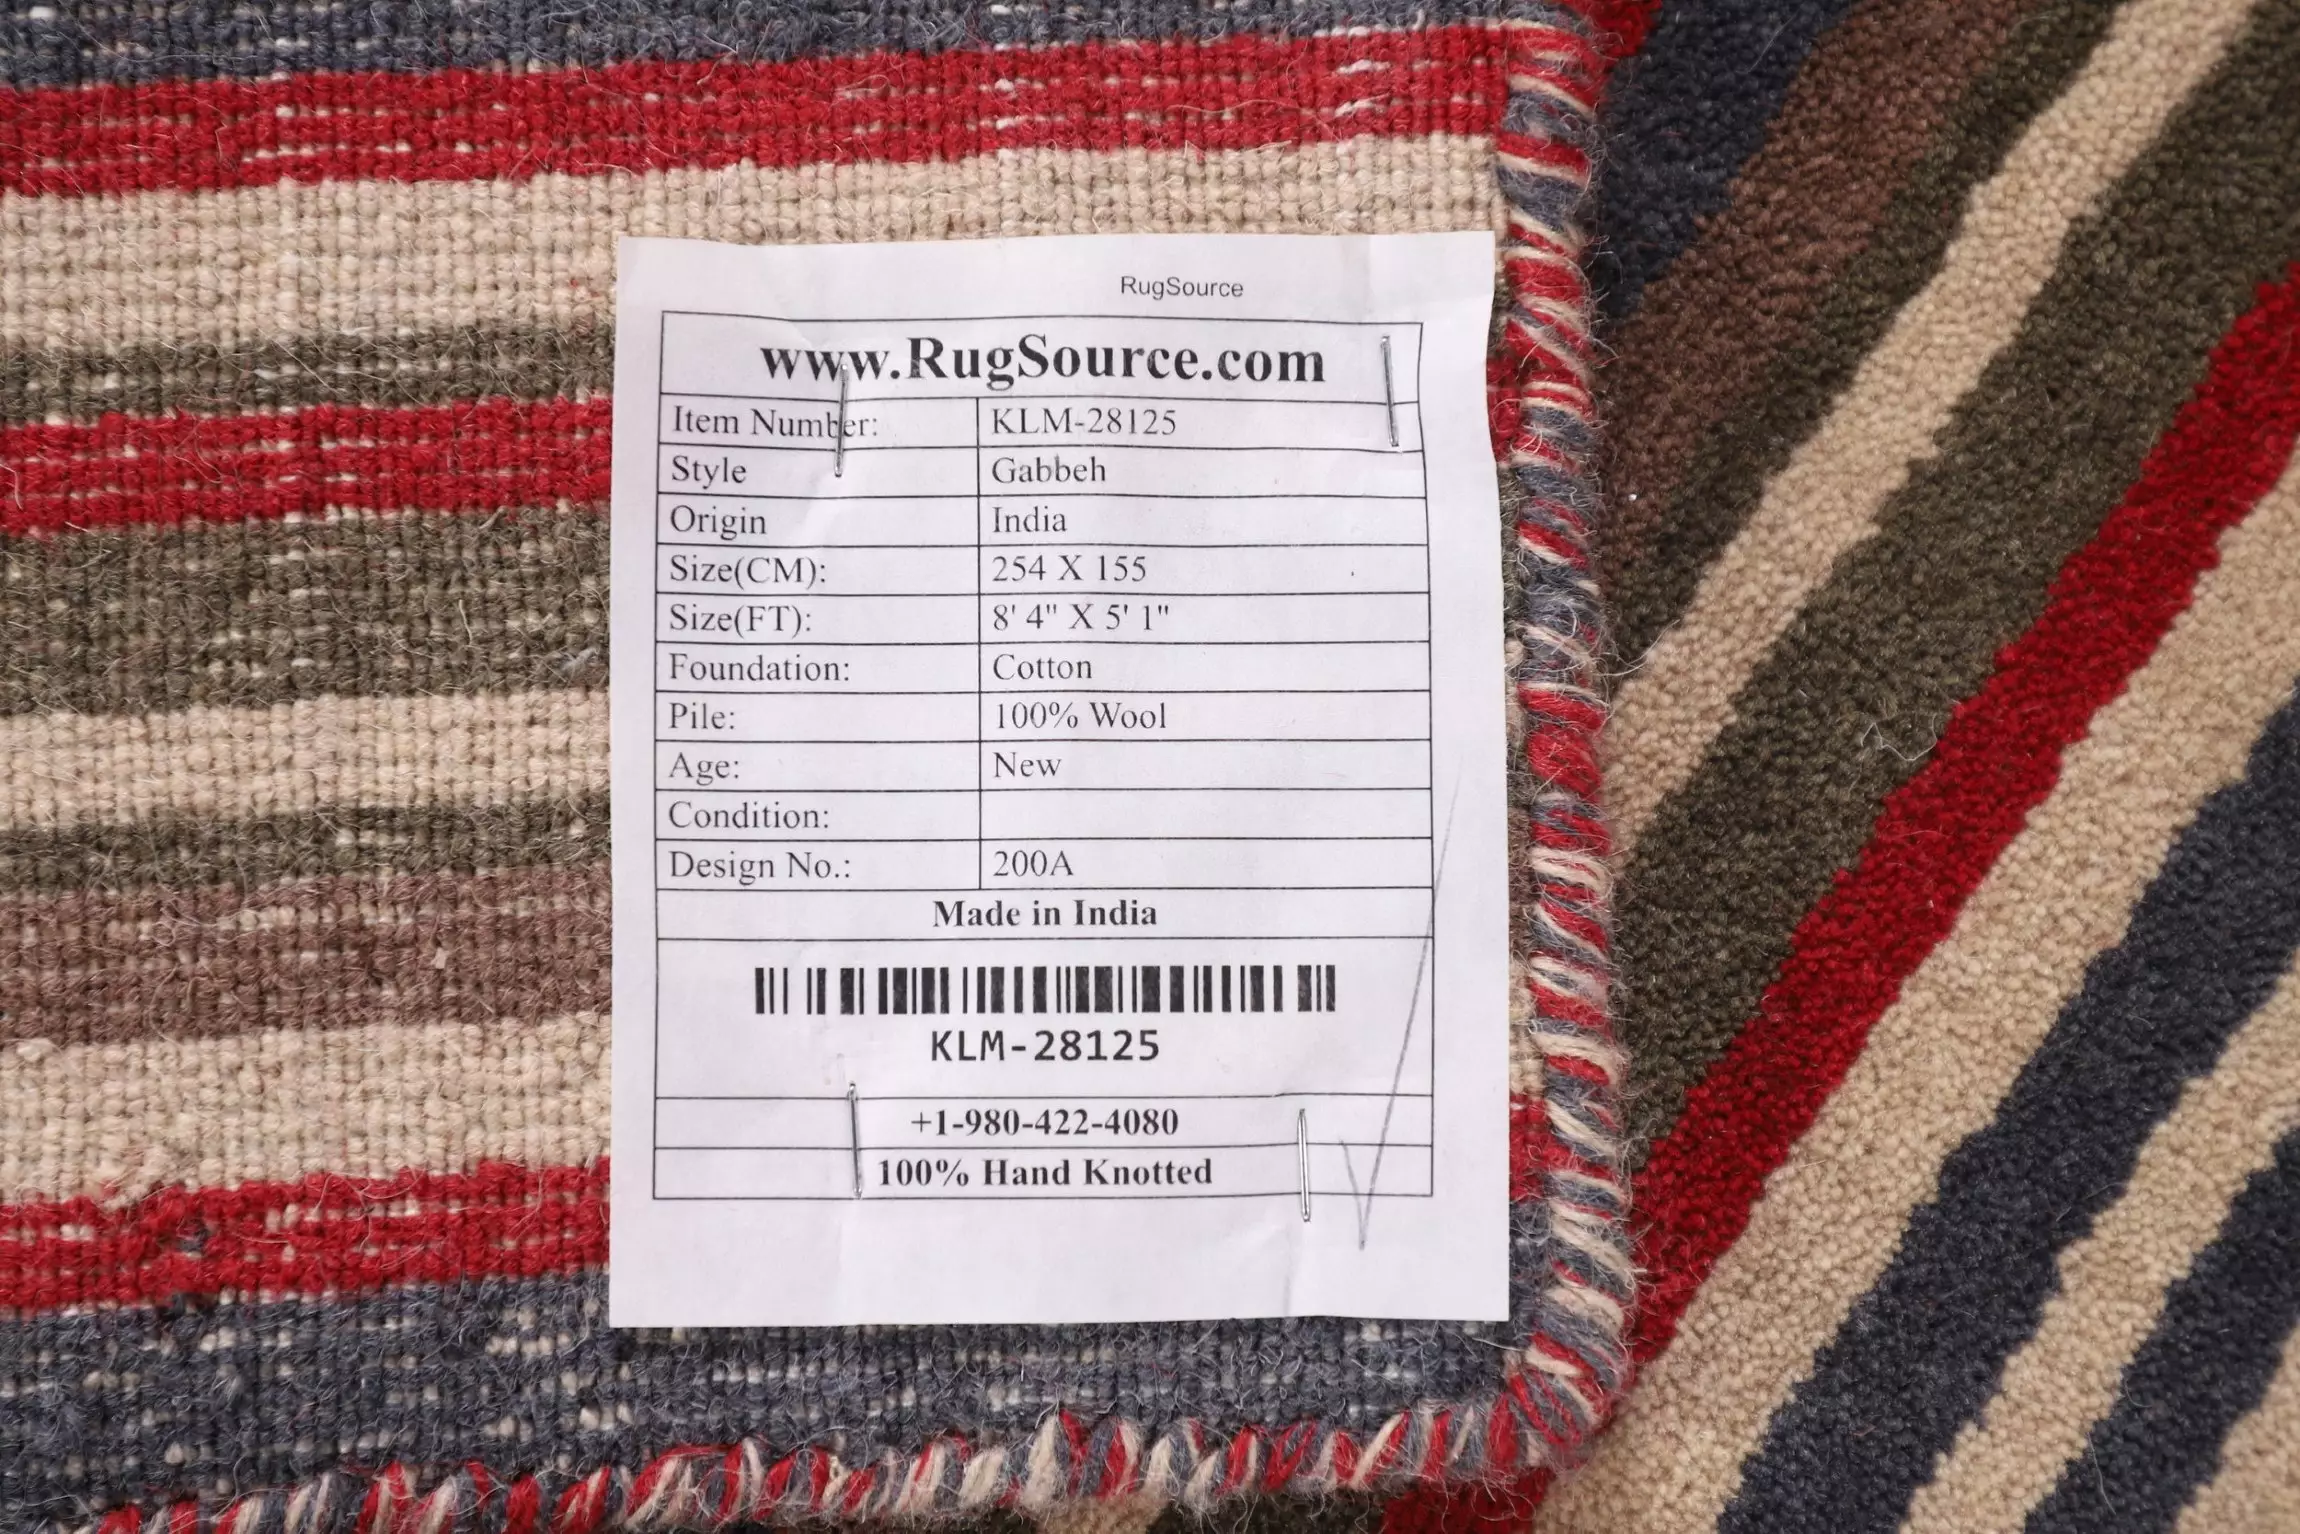 RugSource
www.RugSource.com
Item Number: KLM-28125
Style Gabbeh
Origin India
Size(CM): 254 X 155
Size(FT): 8' 4" X 5' 1"
Foundation: Cotton
Pile: 100% Wool
Age: New
Condition:
Design No.: 200A
Made in India
KLM-28125
+1-980-422-4080
100% Hand Knotted